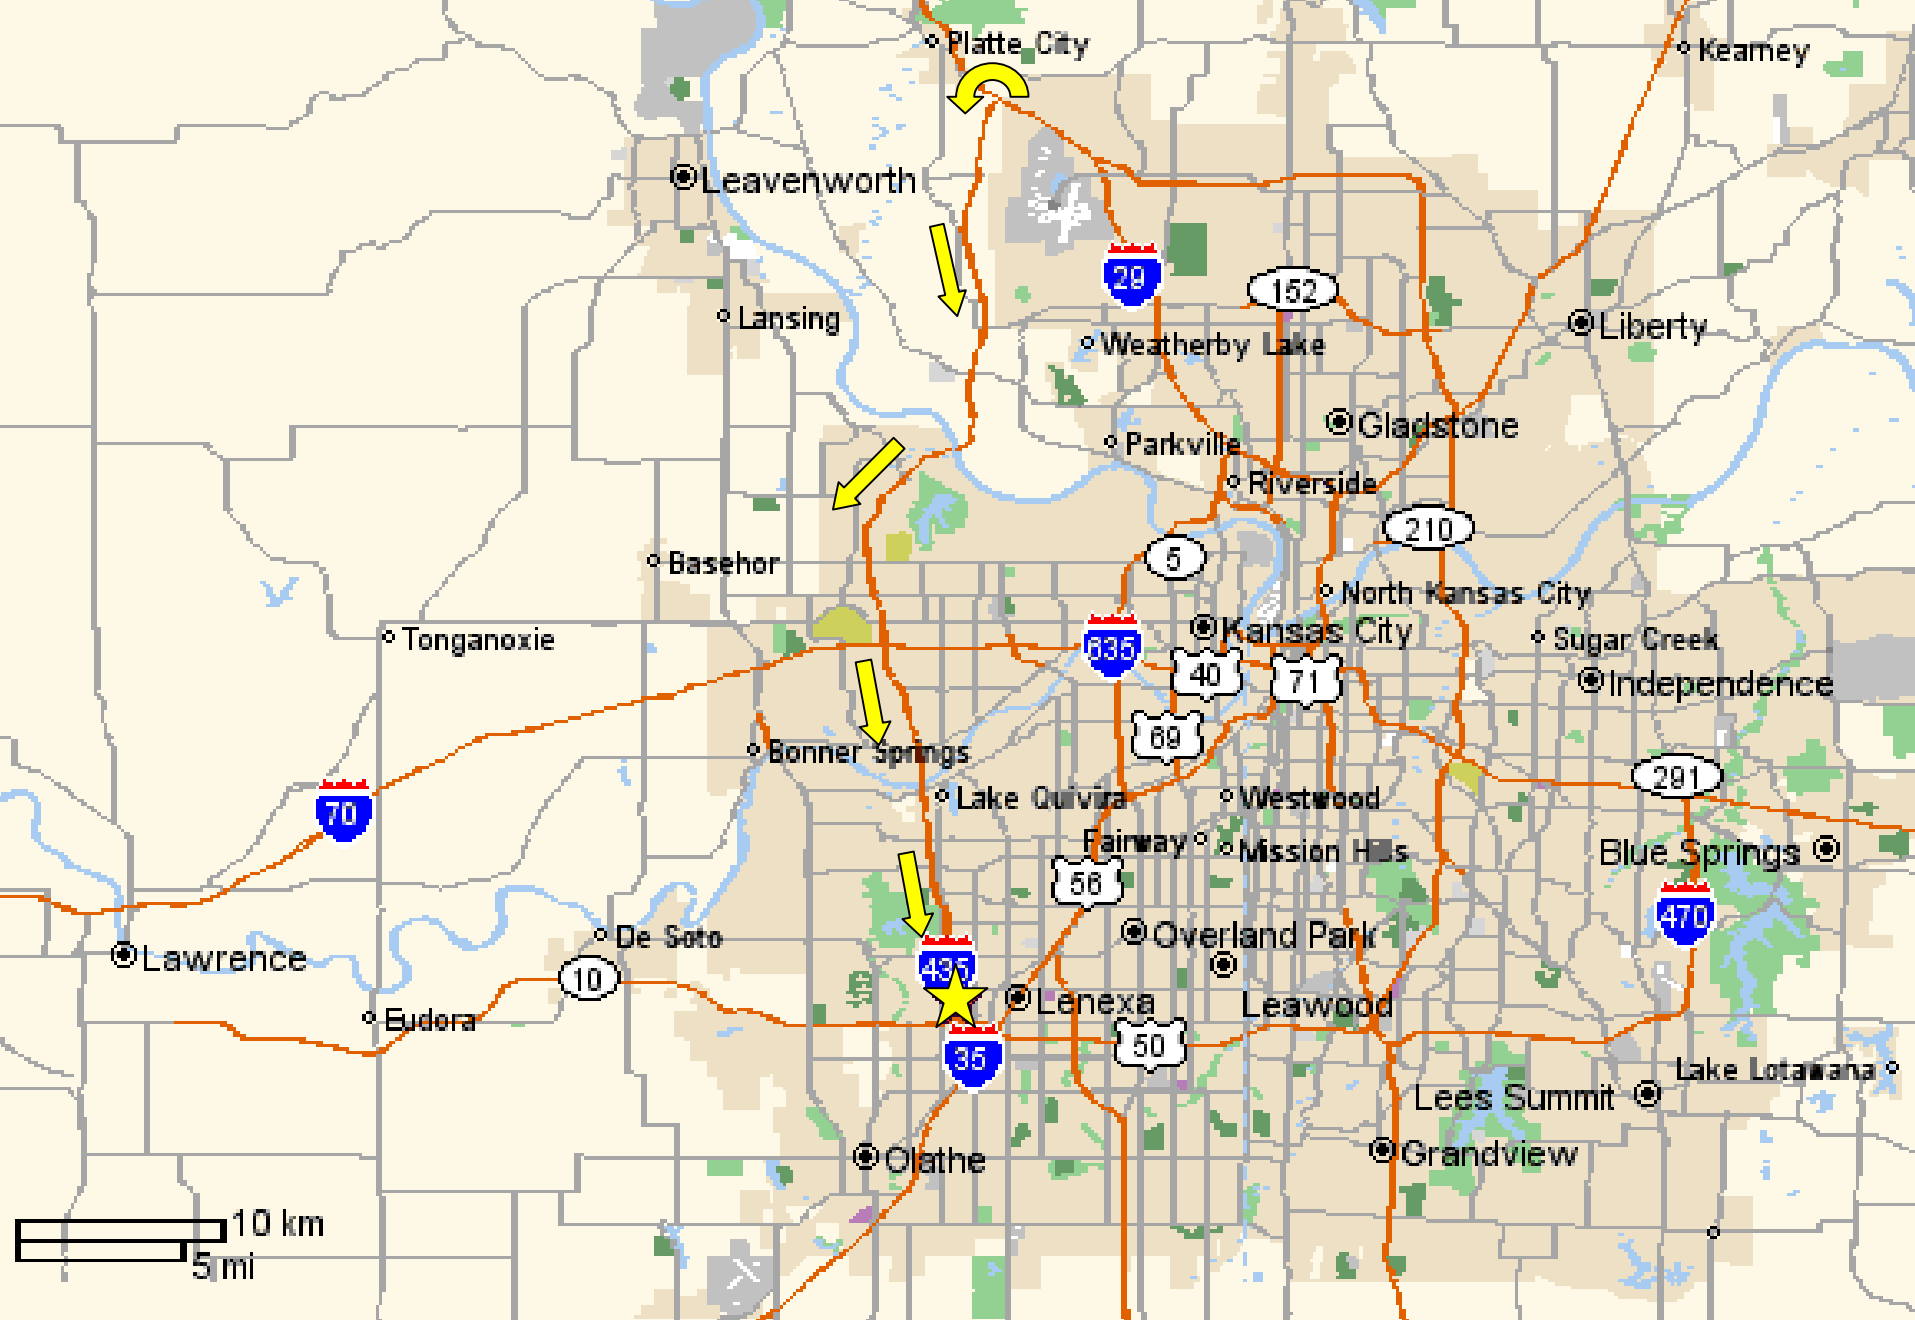 Platte City
Kearney
Leavenworth
29
152
Lansing
Liberty
Weatherby Lake
Gladstone
Parkville
Riverside
210
5
Basehor
North Kansas City
Kansas City
Tonganoxie
635
Sugar Creek
40
71
Independence
69
Bonner Springs
291
Lake Quivira
Westwood
70
Fairway
Mission Hills
Blue Springs
56
470
De Soto
Overland Park
Lawrence
435
10
Lenexa
Leawood
Eudora
50
35
Lake Lotawana
Lees Summit
Grandview
Olathe
10 km
5 mi